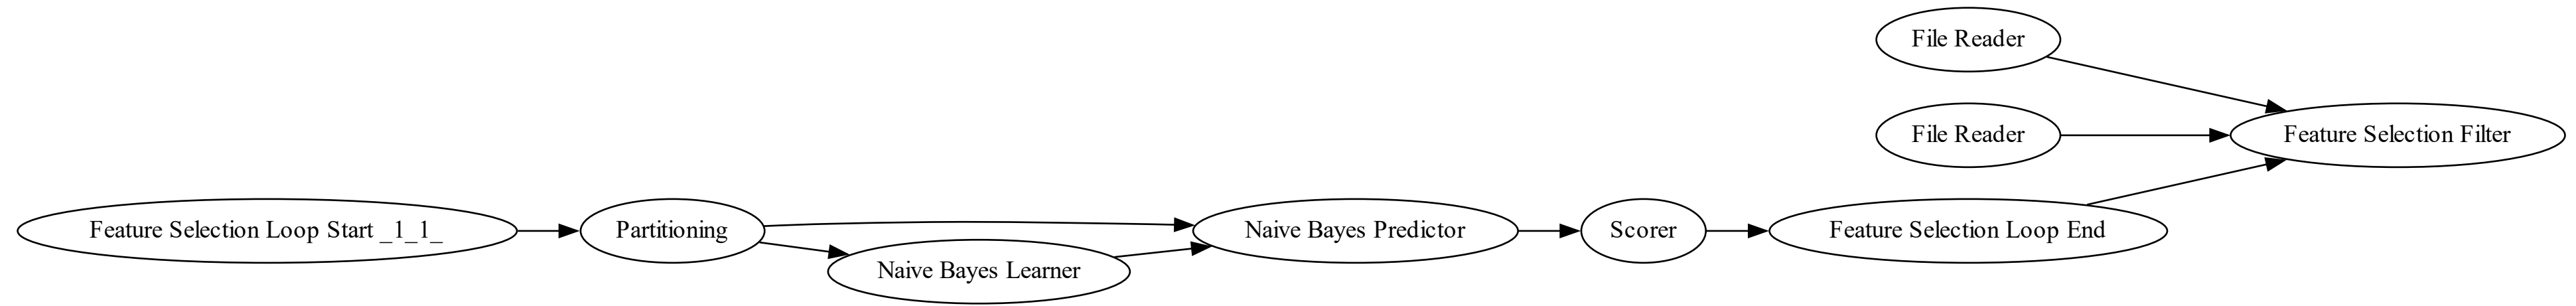 File Reader
File Reader
Feature Selection Filter
Feature Selection Loop Start _1_1_
Partitioning
Naive Bayes Predictor
Scorer
Feature Selection Loop End
Naive Bayes Learner